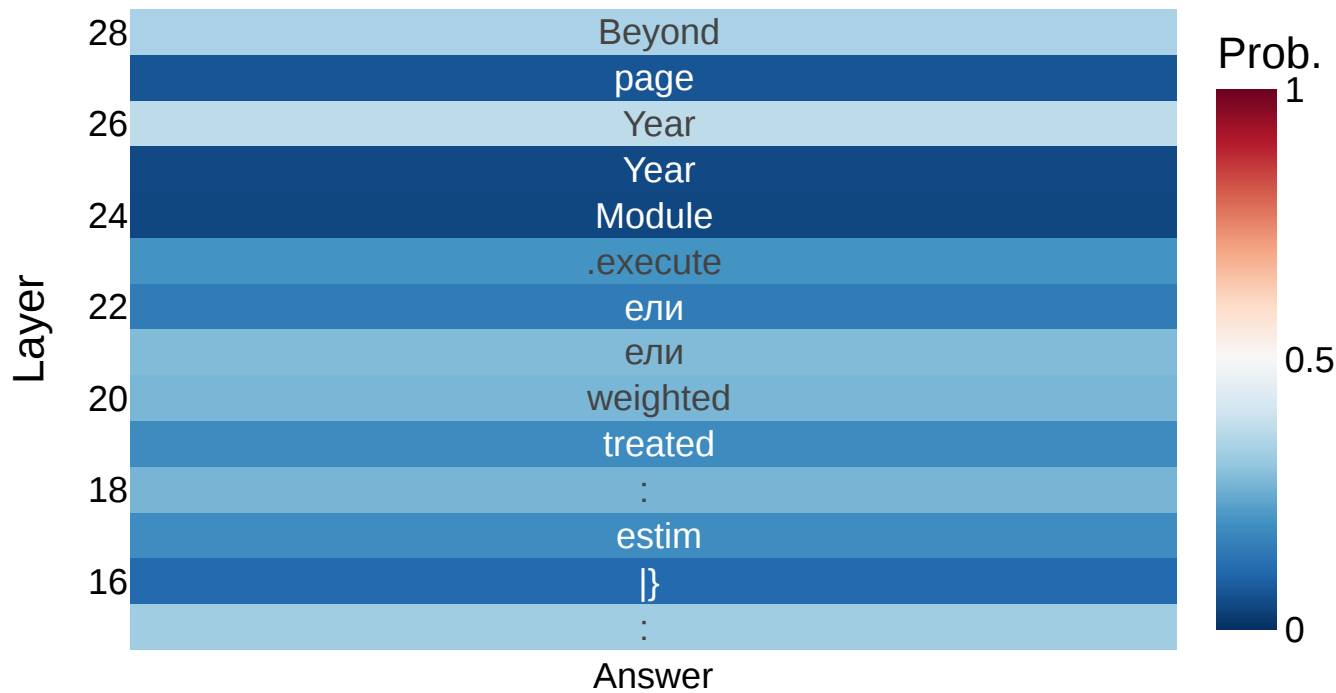 28 Beyond
page
26 Year
Year
24 Module
.execute
22 ели
ели
20 weighted
treated
18 :
estim
16 |}
:
Answer
Layer
Prob.
1
0.5
0